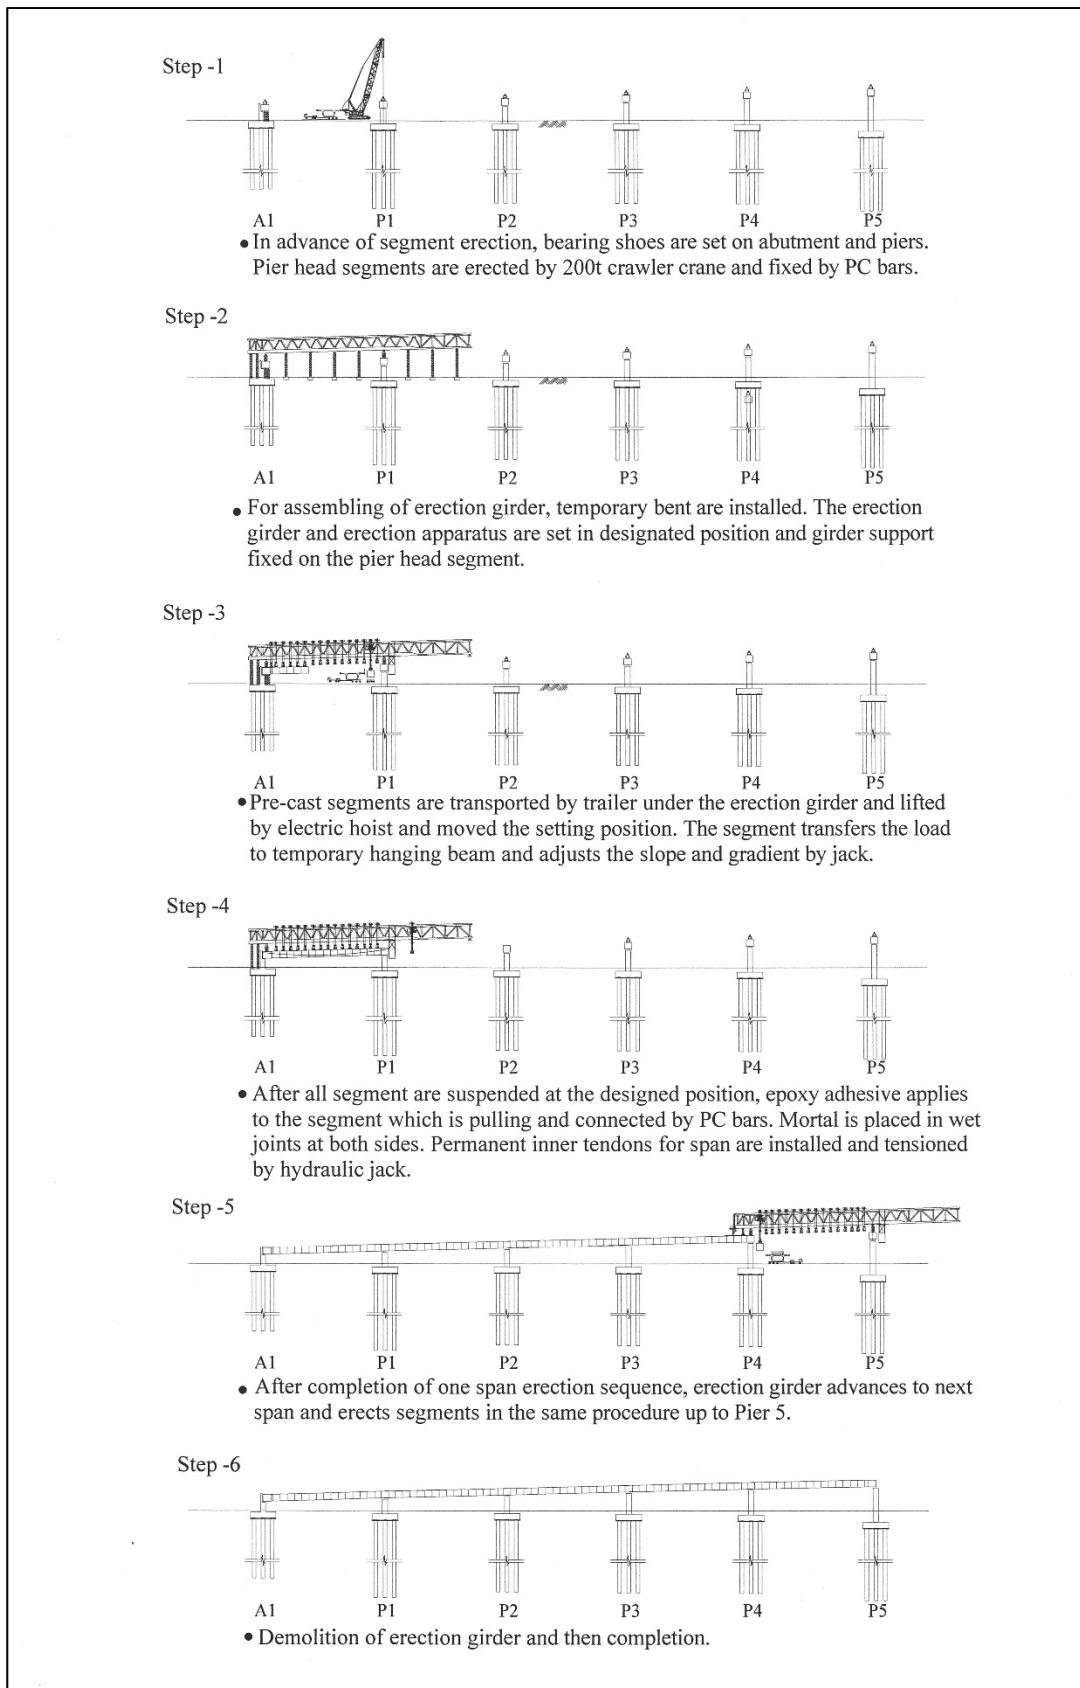 Step -1
A1 P1 P2 P3 P4 P5
• In advance of segment erection, bearing shoes are set on abutment and piers.
Pier head segments are erected by 200t crawler crane and fixed by PC bars.
Step -2
A1 P1 P2 P3 P4 P5
• For assembling of erection girder, temporary bent are installed. The erection
girder and erection apparatus are set in designated position and girder support
fixed on the pier head segment.
Step -3
A1 P1 P2 P3 P4 P5
• Pre-cast segments are transported by trailer under the erection girder and lifted
by electric hoist and moved the setting position. The segment transfers the load
to temporary hanging beam and adjusts the slope and gradient by jack.
Step -4
A1 P1 P2 P3 P4 P5
• After all segment are suspended at the designed position, epoxy adhesive applies
to the segment which is pulling and connected by PC bars. Mortal is placed in wet
joints at both sides. Permanent inner tendons for span are installed and tensioned
by hydraulic jack.
Step -5
A1 P1 P2 P3 P4 P5
• After completion of one span erection sequence, erection girder advances to next
span and erects segments in the same procedure up to Pier 5.
Step -6
A1 P1 P2 P3 P4 P5
• Demolition of erection girder and then completion.